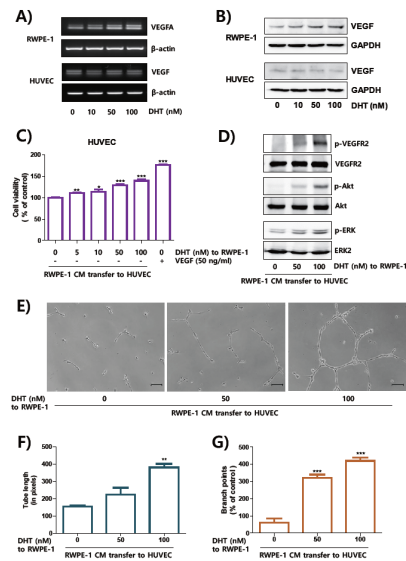 A)
RWPE-1
VEGFA
β-actin
HUVEC
VEGF
β-actin
0 10 50 100 DHT (nM)
B)
RWPE-1
VEGF
GAPDH
HUVEC
VEGF
GAPDH
0 10 50 100 DHT (nM)
C)
HUVEC
Cell viability
( % of control)
200
150
100
50
0
** * *** *** ***
0 5 10 50 100 0 DHT (nM) to RWPE-1
- - - - - + VEGF (50 ng/ml)
RWPE-1 CM transfer to HUVEC
D)
p-VEGFR2
VEGFR2
p-Akt
Akt
p-ERK
ERK2
0 50 100 DHT (nM) to RWPE-1
RWPE-1 CM transfer to HUVEC
E)
DHT (nM)
to RWPE-1
0 50 100
RWPE-1 CM transfer to HUVEC
F)
Tube length
(in pixels)
500
400
300
200
100
0
**
DHT (nM)
to RWPE-1
0 50 100
RWPE-1 CM transfer to HUVEC
G)
Branch points
(% of control)
500
400
300
200
100
0
*** ***
DHT (nM)
to RWPE-1
0 50 100
RWPE-1 CM transfer to HUVEC